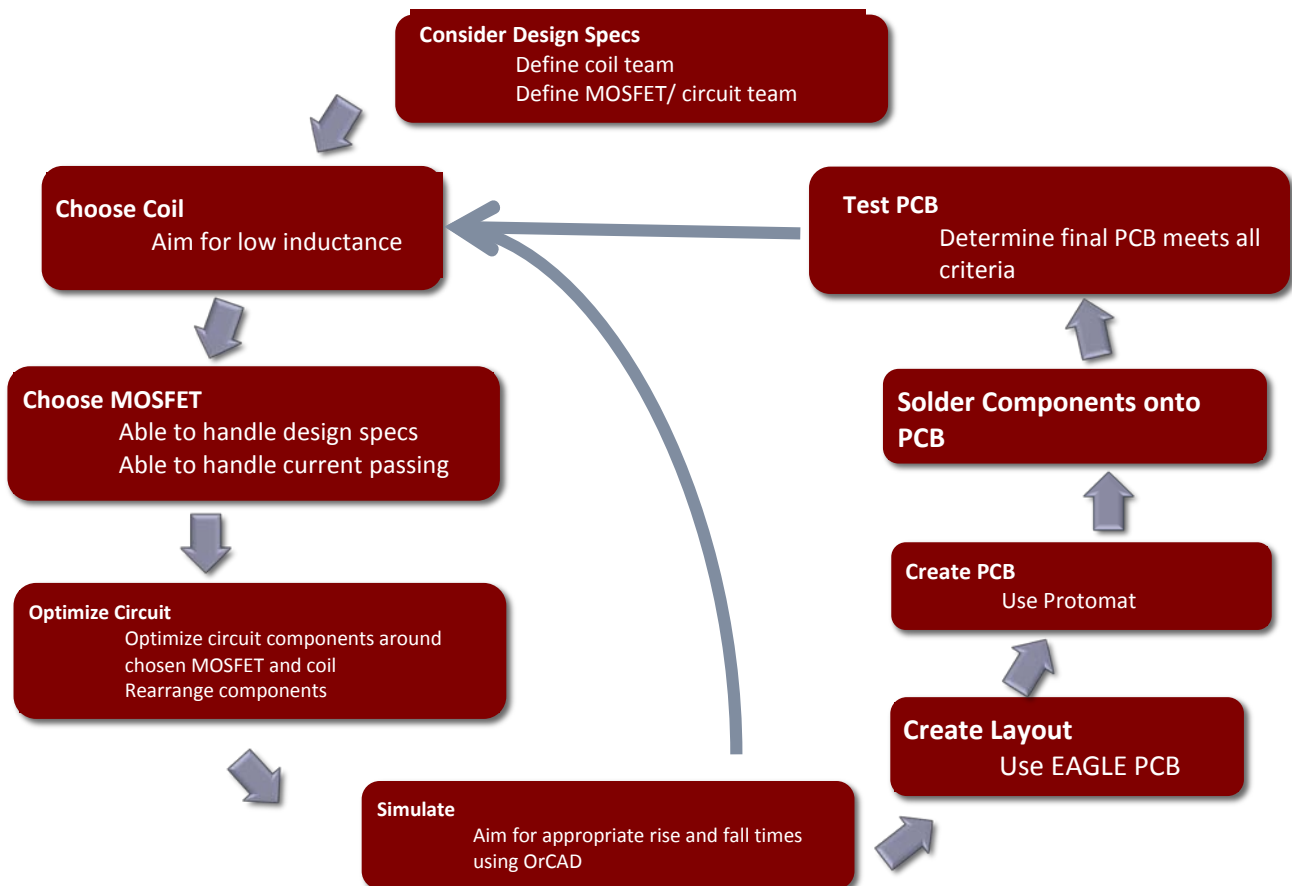 Consider Design Specs
Define coil team
Define MOSFET/ circuit team
Choose Coil
Aim for low inductance
Choose MOSFET
Able to handle design specs
Able to handle current passing
Optimize Circuit
Optimize circuit components around
chosen MOSFET and coil
Rearrange components
Simulate
Aim for appropriate rise and fall times
using OrCAD
Create Layout
Use EAGLE PCB
Create PCB
Use Protomat
Solder Components onto
PCB
Test PCB
Determine final PCB meets all
criteria